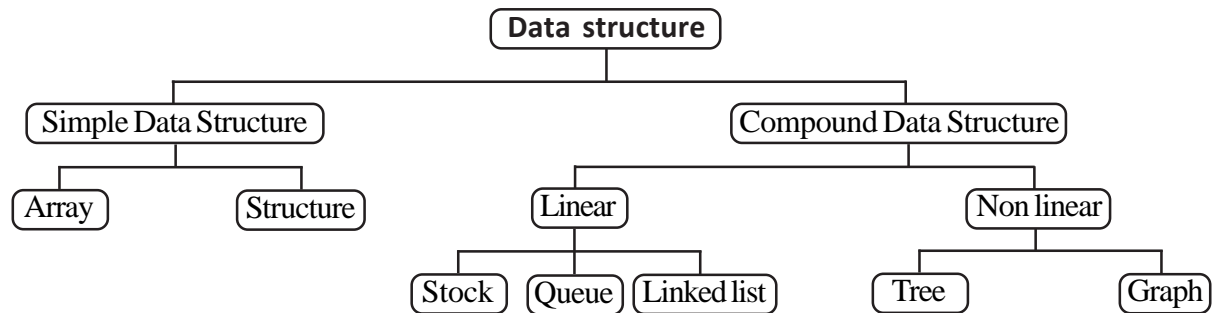 Data structure
Simple Data Structure
Compound Data Structure
Array
Structure
Linear
Non linear
Stock
Queue
Linked list
Tree
Graph